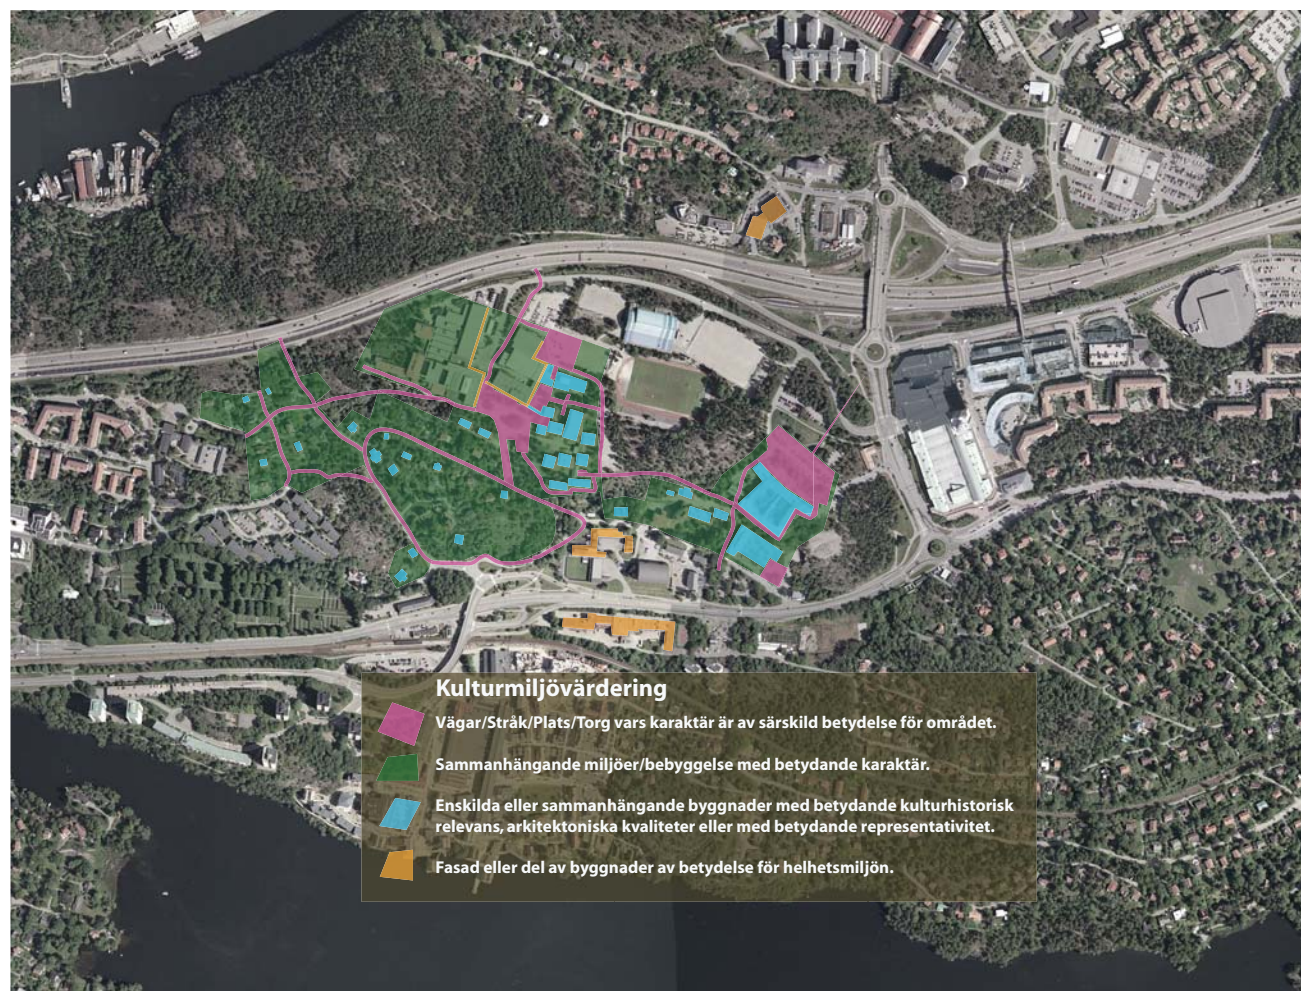 Kulturmiljövärdering
Vägar/Stråk/Plats/Torg vars karaktär är av särskild betydelse för området.
Sammanhängande miljöer/bebyggelse med betydande karaktär.
Enskilda eller sammanhängande byggnader med betydande kulturhistorisk
relevans, arkitektoniska kvaliteter eller med betydande representativitet.
Fasad eller del av byggnader av betydelse för helhetsmiljön.